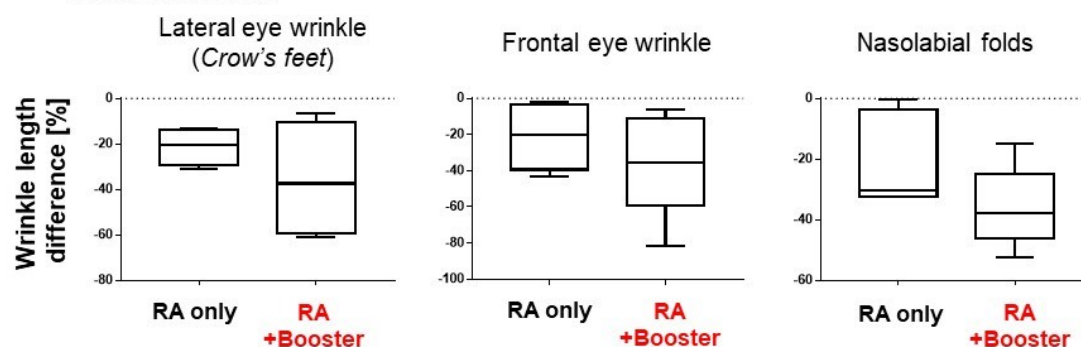 Lateral eye wrinkle
(Crow's feet)
Frontal eye wrinkle
Nasolabial folds
Wrinkle length
difference [%]
0
-20
-40
-60
-80
RA only
RA
+Booster
0
-20
-40
-60
-80
-100
RA only
RA
+Booster
0
-20
-40
-60
RA only
RA
+Booster